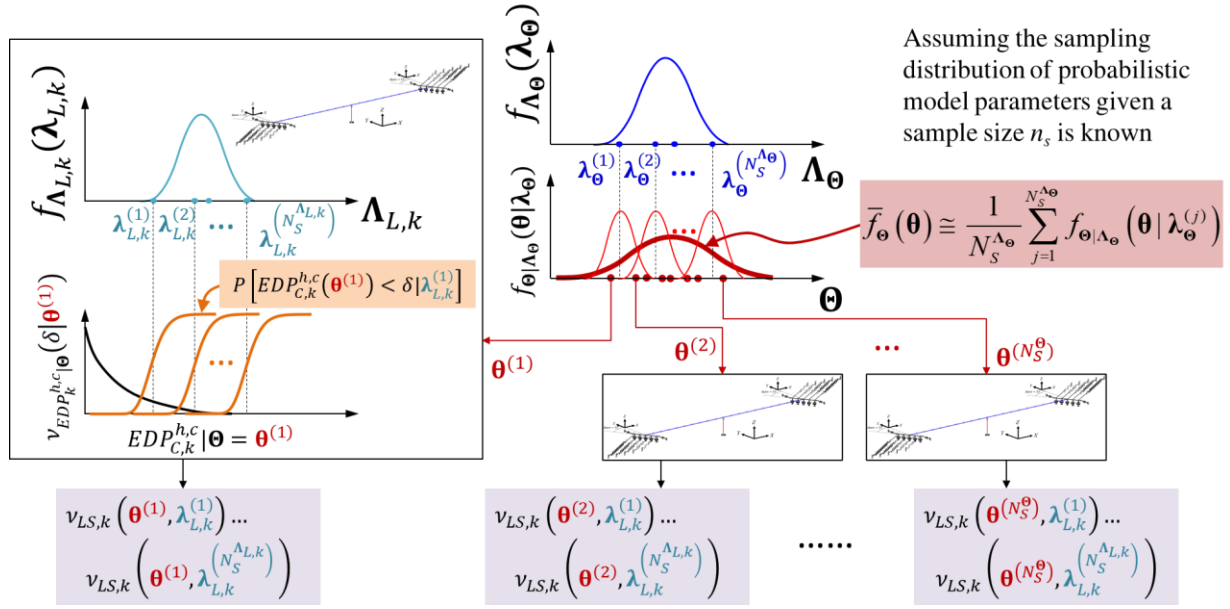 Assuming the sampling
distribution of probabilistic
model parameters given a
sample size nₛ is known
f_{Λ_{L,k}}(λ_{L,k})
λ_{L,k}^{(1)} λ_{L,k}^{(2)} ... λ_{L,k}^{(N_S^{Λ_{L,k}})} Λ_{L,k}
P[EDP_{C,k}^{h,c}(θ^{(1)}) < δ|λ_{L,k}^{(1)}]
ν_{EDP_k^{h,c}|Θ}(δ|θ^{(1)})
...
EDP_{C,k}^{h,c}|Θ = θ^{(1)}
f_{Λ_Θ}(λ_Θ)
λ_Θ^{(1)} λ_Θ^{(2)} ... λ_Θ^{(N_S^{Λ_Θ})} Λ_Θ
f_{Θ|Λ_Θ}(θ|λ_Θ)
...
Θ
f̅_Θ(θ) ≅ 1/N_S^{Λ_Θ} ∑_{j=1}^{N_S^{Λ_Θ}} f_{Θ|Λ_Θ}(θ | λ_Θ^{(j)})
θ^{(1)} θ^{(2)} ... θ^{(N_S^Θ)}
ν_{LS,k}(θ^{(1)}, λ_{L,k}^{(1)}) ...
ν_{LS,k}(θ^{(1)}, λ_{L,k}^{(N_S^{Λ_{L,k}})})
ν_{LS,k}(θ^{(2)}, λ_{L,k}^{(1)}) ...
ν_{LS,k}(θ^{(2)}, λ_{L,k}^{(N_S^{Λ_{L,k}})})
......
ν_{LS,k}(θ^{(N_S^Θ)}, λ_{L,k}^{(1)}) ...
ν_{LS,k}(θ^{(N_S^Θ)}, λ_{L,k}^{(N_S^{Λ_{L,k}})})